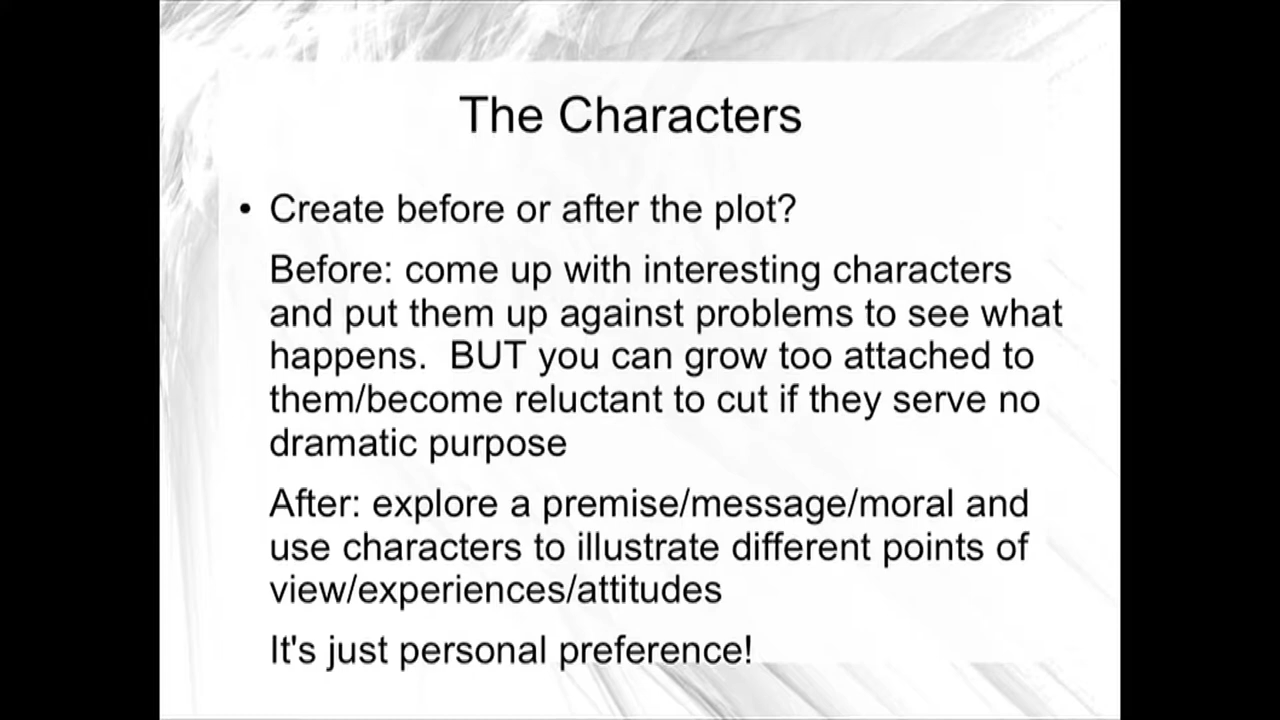 The Characters
• Create before or after the plot?
Before: come up with interesting characters
and put them up against problems to see what
happens.  BUT you can grow too attached to
them/become reluctant to cut if they serve no
dramatic purpose
After: explore a premise/message/moral and
use characters to illustrate different points of
view/experiences/attitudes
It's just personal preference!